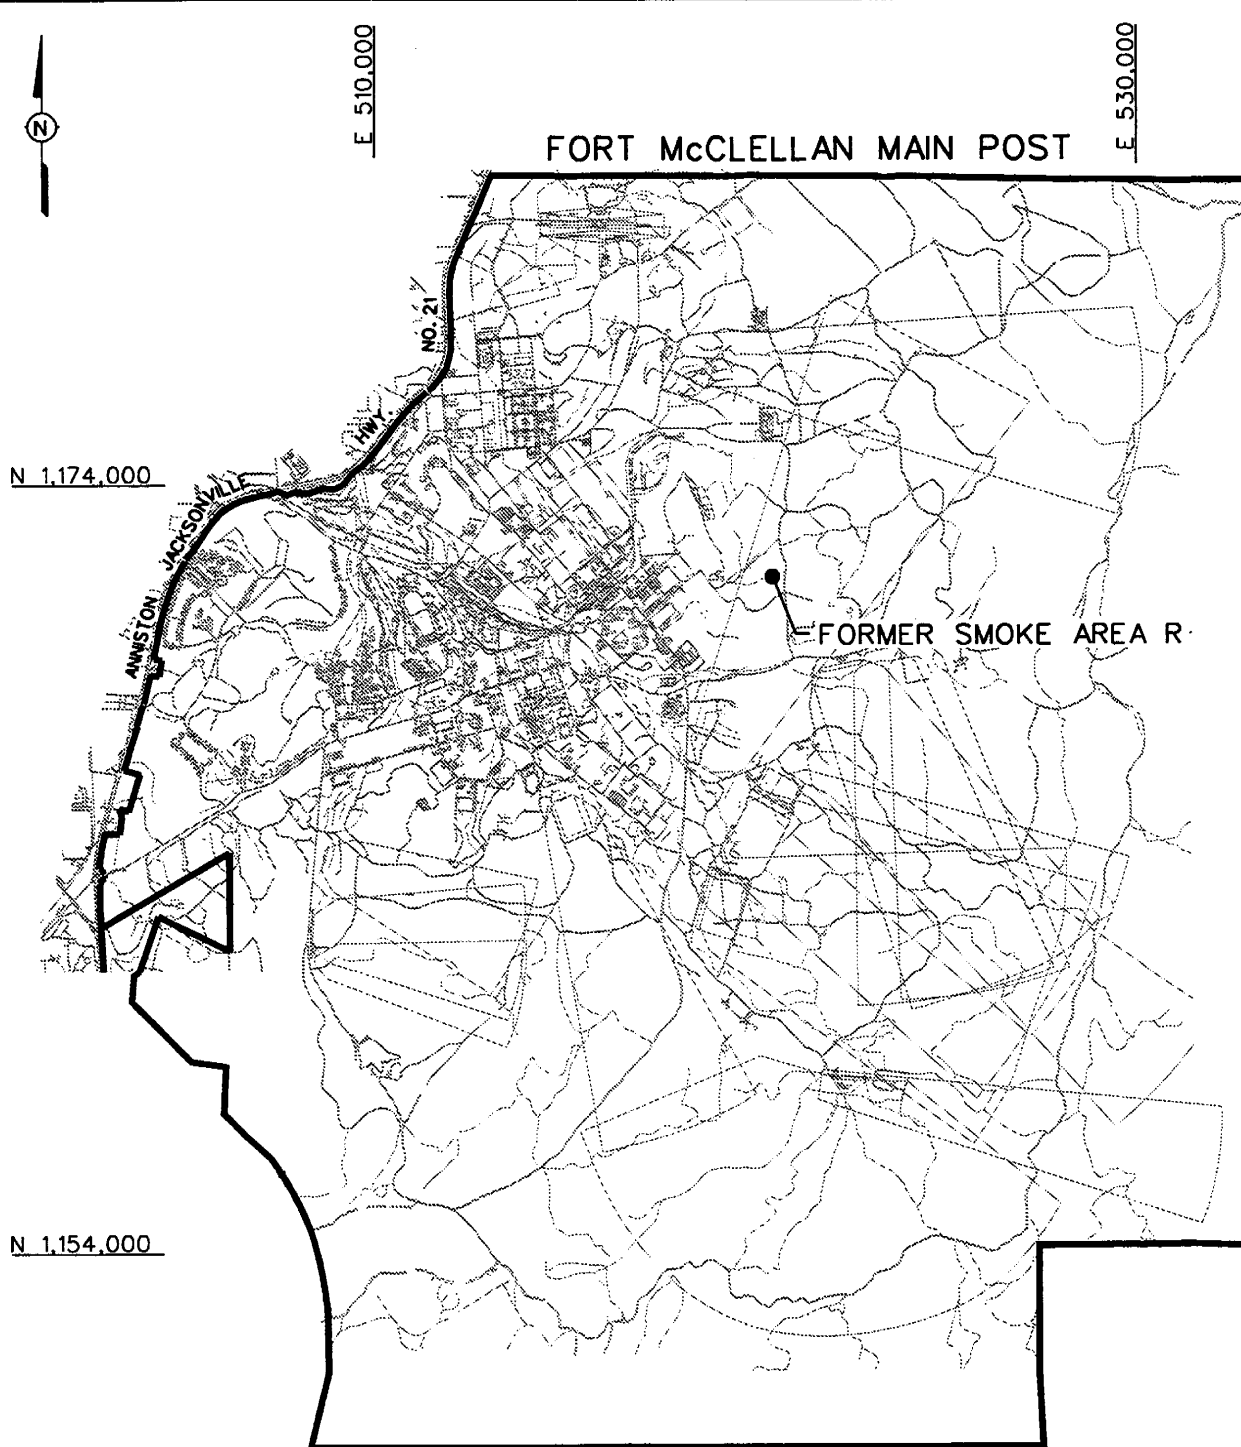 E 510,000
E 530,000
N
FORT McCLELLAN MAIN POST
NO. 21
HWY.
N 1,174,000
JACKSONVILLE
ANNISTON
FORMER SMOKE AREA R
N 1,154,000